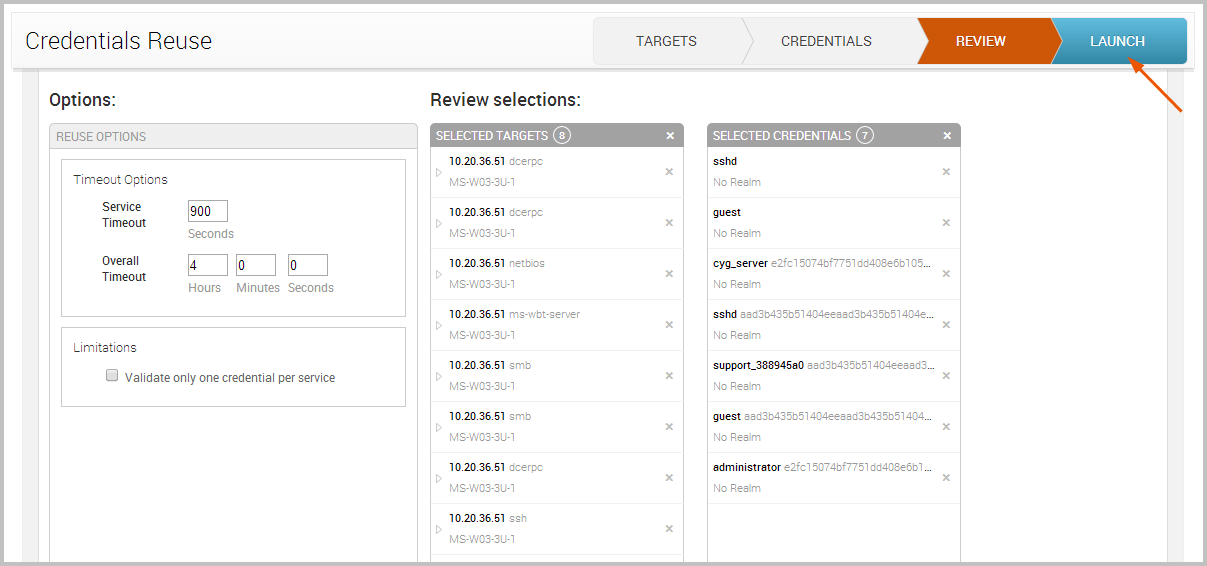 Credentials Reuse
TARGETS
CREDENTIALS
REVIEW
LAUNCH
Options:
REUSE OPTIONS
Timeout Options
Service
Timeout
900
Seconds
Overall
Timeout
4 0 0
Hours Minutes Seconds
Limitations
Validate only one credential per service
Review selections:
SELECTED TARGETS 8
10.20.36.51 dcerpc
MS-W03-3U-1
10.20.36.51 dcerpc
MS-W03-3U-1
10.20.36.51 netbios
MS-W03-3U-1
10.20.36.51 ms-wbt-server
MS-W03-3U-1
10.20.36.51 smb
MS-W03-3U-1
10.20.36.51 smb
MS-W03-3U-1
10.20.36.51 dcerpc
MS-W03-3U-1
10.20.36.51 ssh
MS-W03-3U-1
SELECTED CREDENTIALS 7
sshd
No Realm
guest
No Realm
cyg_server e2fc15074bf7751dd408e6b105...
No Realm
sshd aad3b435b51404eeaad3b435b51404e...
No Realm
support_388945a0 aad3b435b51404eeaad3...
No Realm
guest aad3b435b51404eeaad3b435b51404...
No Realm
administrator e2fc15074bf7751dd408e6b1...
No Realm